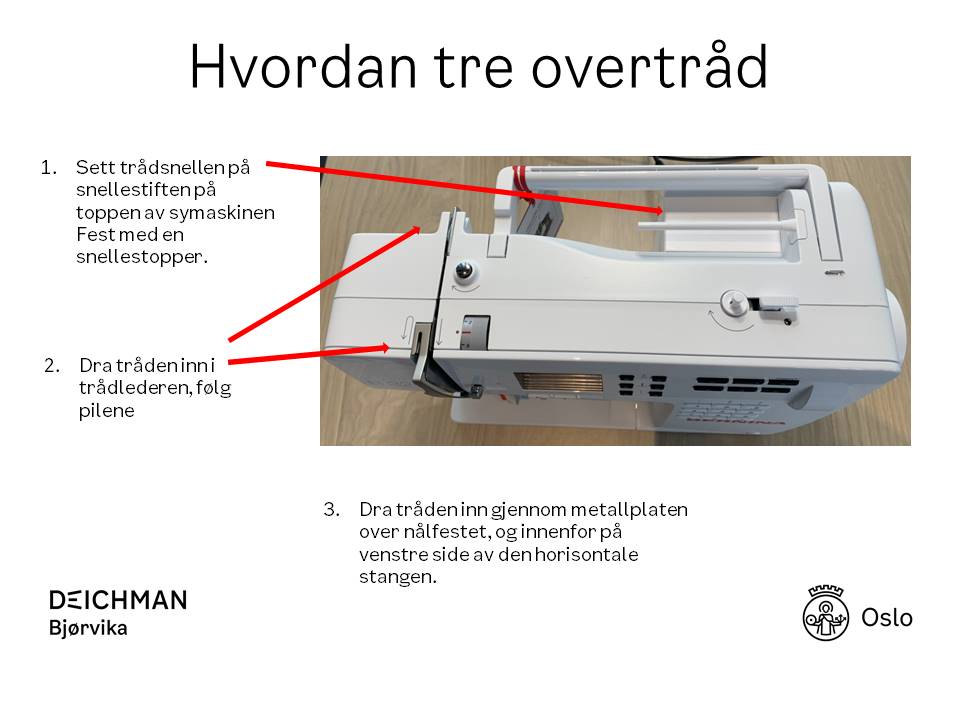 Hvordan tre overtråd
1. Sett trådsnellen på
snellestiften på
toppen av symaskinen
Fest med en
snellestopper.
2. Dra tråden inn i
trådlederen, følg
pilene
BERNINA
3. Dra tråden inn gjennom metallplaten
over nålfestet, og innenfor på
venstre side av den horisontale
stangen.
DEICHMAN
Bjørvika
Oslo